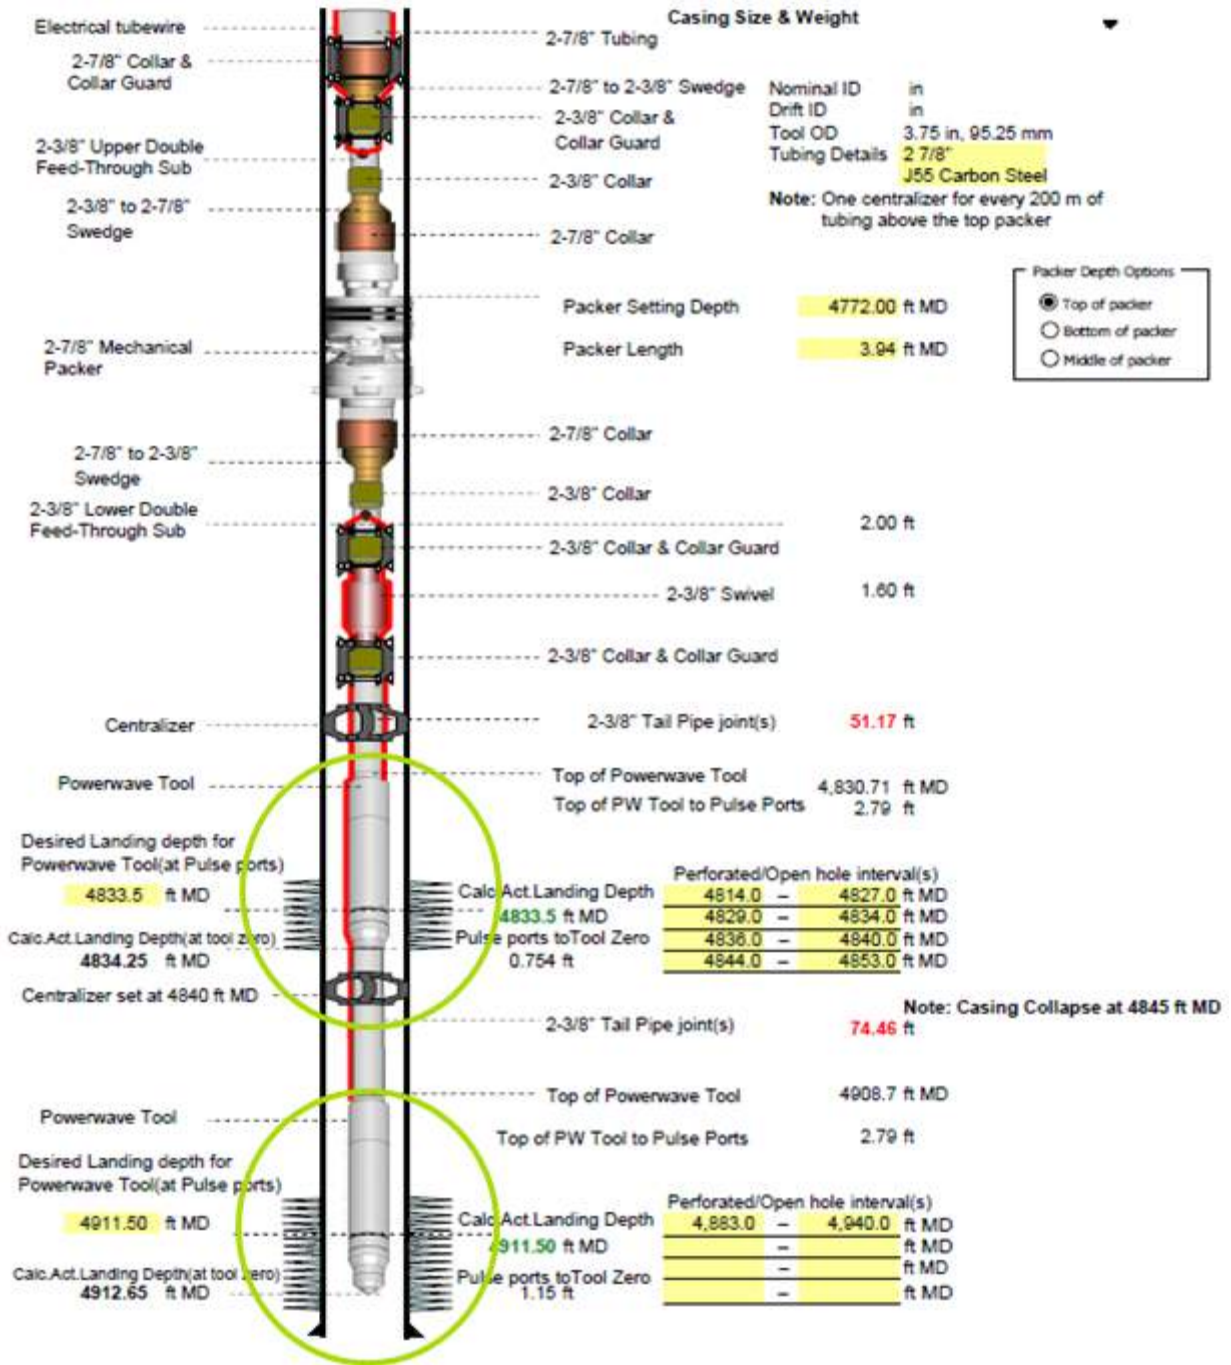 Casing Size & Weight
Electrical tubewire
2-7/8" Tubing
2-7/8" Collar &
Collar Guard
2-7/8" to 2-3/8" Swedge
Nominal ID in
Drift ID in
2-3/8" Collar &
Collar Guard
Tool OD 3.75 in, 95.25 mm
Tubing Details 2 7/8"
J55 Carbon Steel
2-3/8" Upper Double
Feed-Through Sub
2-3/8" Collar
Note: One centralizer for every 200 m of
tubing above the top packer
2-3/8" to 2-7/8"
Swedge
2-7/8" Collar
Packer Depth Options
Top of packer
Bottom of packer
Middle of packer
Packer Setting Depth 4772.00 ft MD
2-7/8" Mechanical
Packer
Packer Length 3.94 ft MD
2-7/8" Collar
2-7/8" to 2-3/8"
Swedge
2-3/8" Collar
2-3/8" Lower Double
Feed-Through Sub
2.00 ft
2-3/8" Collar & Collar Guard
2-3/8" Swivel 1.60 ft
2-3/8" Collar & Collar Guard
Centralizer
2-3/8" Tail Pipe joint(s) 51.17 ft
Powerwave Tool
Top of Powerwave Tool 4,830.71 ft MD
Top of PW Tool to Pulse Ports 2.79 ft
Desired Landing depth for
Powerwave Tool(at Pulse ports)
4833.5 ft MD
Calc.Act.Landing Depth
4833.5 ft MD
Perforated/Open hole interval(s)
4814.0 – 4827.0 ft MD
4829.0 – 4834.0 ft MD
4836.0 – 4840.0 ft MD
4844.0 – 4853.0 ft MD
Calc.Act.Landing Depth(at tool zero)
4834.25 ft MD
Pulse ports toTool Zero
0.754 ft
Centralizer set at 4840 ft MD
Note: Casing Collapse at 4845 ft MD
2-3/8" Tail Pipe joint(s) 74.46 ft
Top of Powerwave Tool 4908.7 ft MD
Powerwave Tool
Top of PW Tool to Pulse Ports 2.79 ft
Desired Landing depth for
Powerwave Tool(at Pulse ports)
4911.50 ft MD
Calc.Act.Landing Depth
4911.50 ft MD
Perforated/Open hole interval(s)
4,883.0 – 4,940.0 ft MD
– ft MD
– ft MD
– ft MD
Calc.Act.Landing Depth(at tool zero)
4912.65 ft MD
Pulse ports toTool Zero
1.15 ft